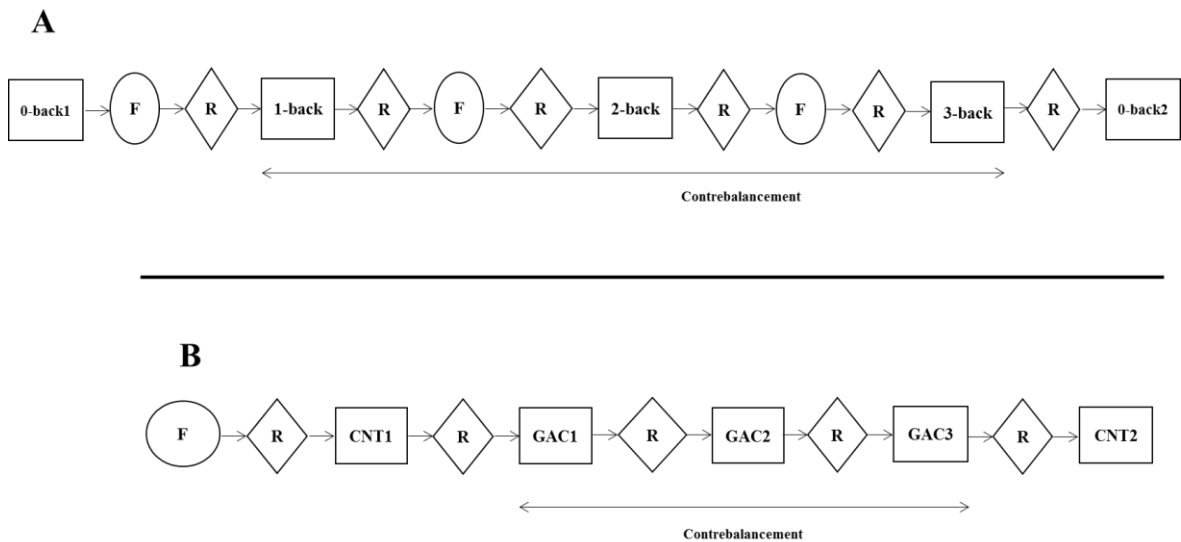 A
0-back1 F R 1-back R F R 2-back R F R 3-back R 0-back2
Contrebalancement
B
F R CNT1 R GAC1 R GAC2 R GAC3 R CNT2
Contrebalancement